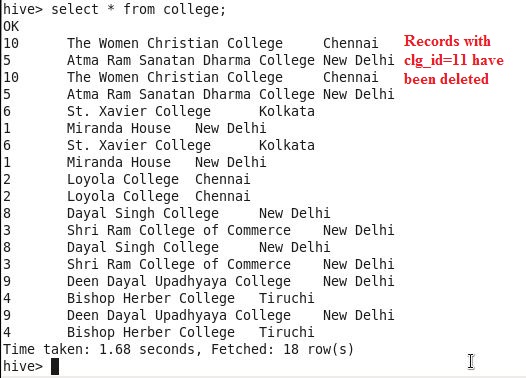 hive> select * from college;
OK
10 The Women Christian College Chennai
5 Atma Ram Sanatan Dharma College New Delhi
10 The Women Christian College Chennai
5 Atma Ram Sanatan Dharma College New Delhi
6 St. Xavier College Kolkata
1 Miranda House New Delhi
6 St. Xavier College Kolkata
1 Miranda House New Delhi
2 Loyola College Chennai
2 Loyola College Chennai
8 Dayal Singh College New Delhi
3 Shri Ram College of Commerce New Delhi
8 Dayal Singh College New Delhi
3 Shri Ram College of Commerce New Delhi
9 Deen Dayal Upadhyaya College New Delhi
4 Bishop Herber College Tiruchi
9 Deen Dayal Upadhyaya College New Delhi
4 Bishop Herber College Tiruchi
Time taken: 1.68 seconds, Fetched: 18 row(s)
hive>
Records with
clg_id=11 have
been deleted